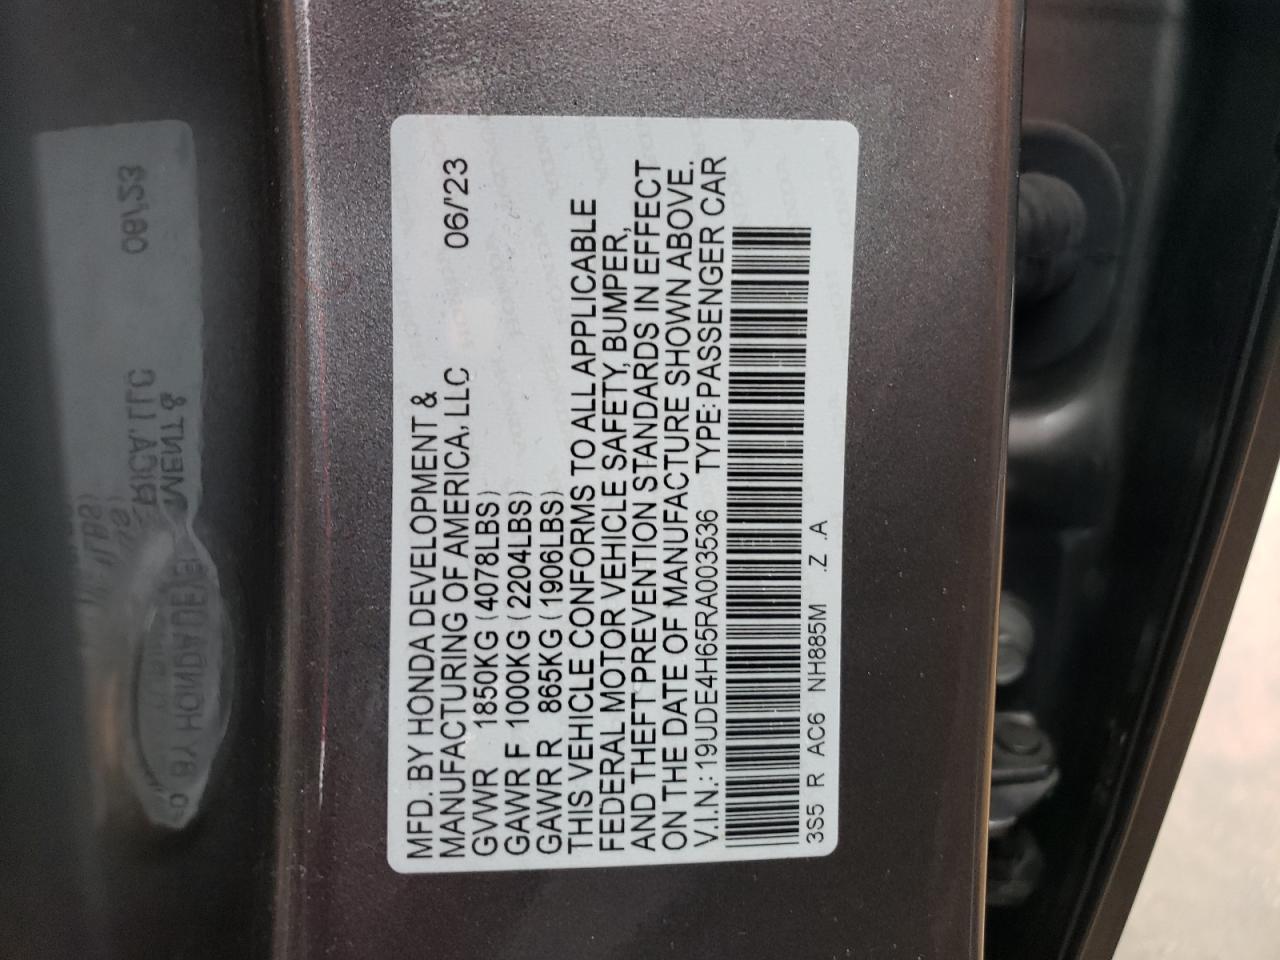 MFD. BY HONDA DEVELOPMENT &
MANUFACTURING OF AMERICA, LLC 06/'23
GVWR 1850KG (4078LBS)
GAWR F 1000KG (2204LBS)
GAWR R 865KG (1906LBS)
THIS VEHICLE CONFORMS TO ALL APPLICABLE
FEDERAL MOTOR VEHICLE SAFETY, BUMPER,
AND THEFT PREVENTION STANDARDS IN EFFECT
ON THE DATE OF MANUFACTURE SHOWN ABOVE.
V.I.N.: 19UDE4H65RA003536 TYPE: PASSENGER CAR
3S5 R AC6 NH885M .Z .A